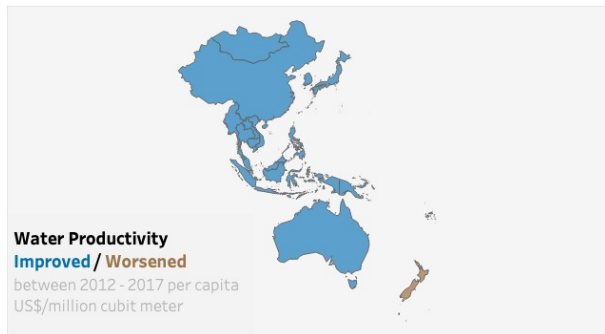 Water Productivity
Improved / Worsened
between 2012 - 2017 per capita
US$/million cubit meter